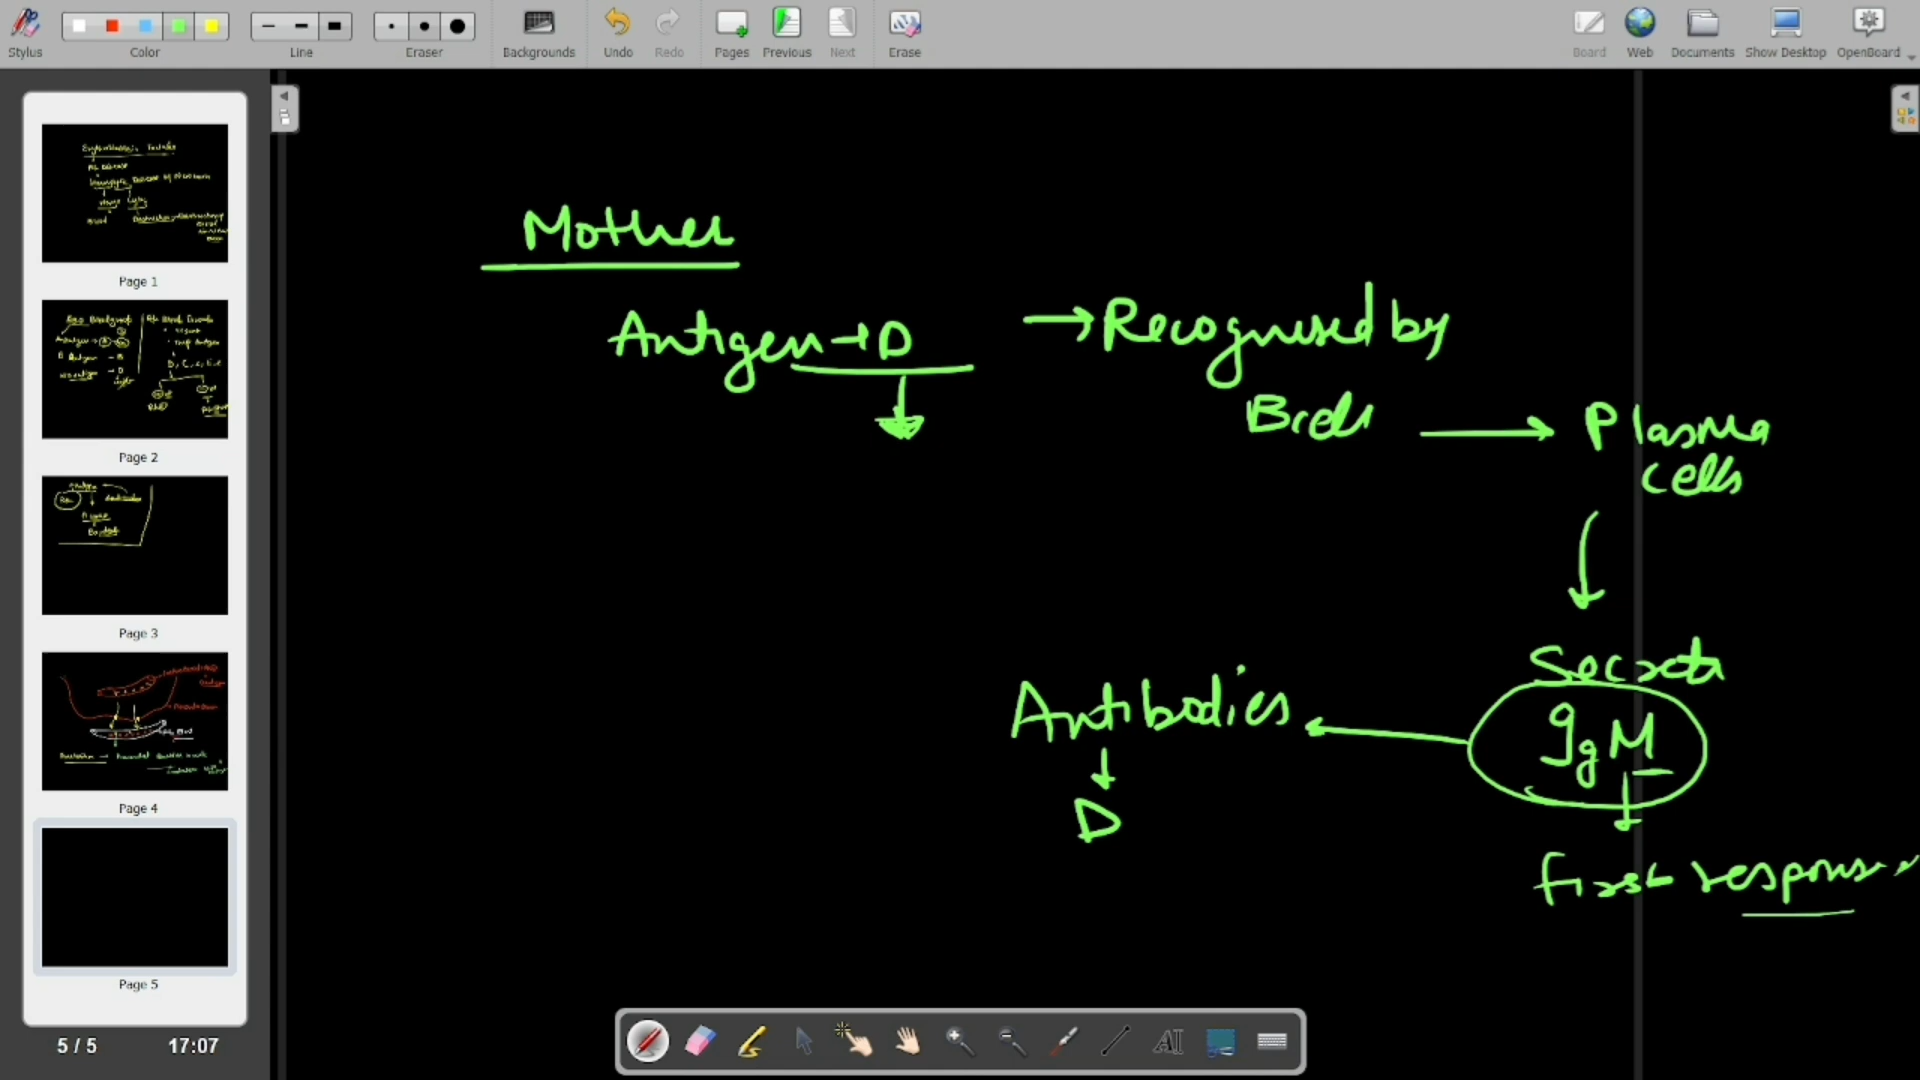 Stylus Color Line Eraser Backgrounds Undo Redo Pages Previous Next Erase Board Web Documents Show Desktop OpenBoard
Page 1
Page 2
Page 3
Page 4
Page 5
5 / 5 17:07
Mother
Antigen → D → Recognised by
B cells → Plasma
cells
Secrete
Antibodies ← IgM
D
First response